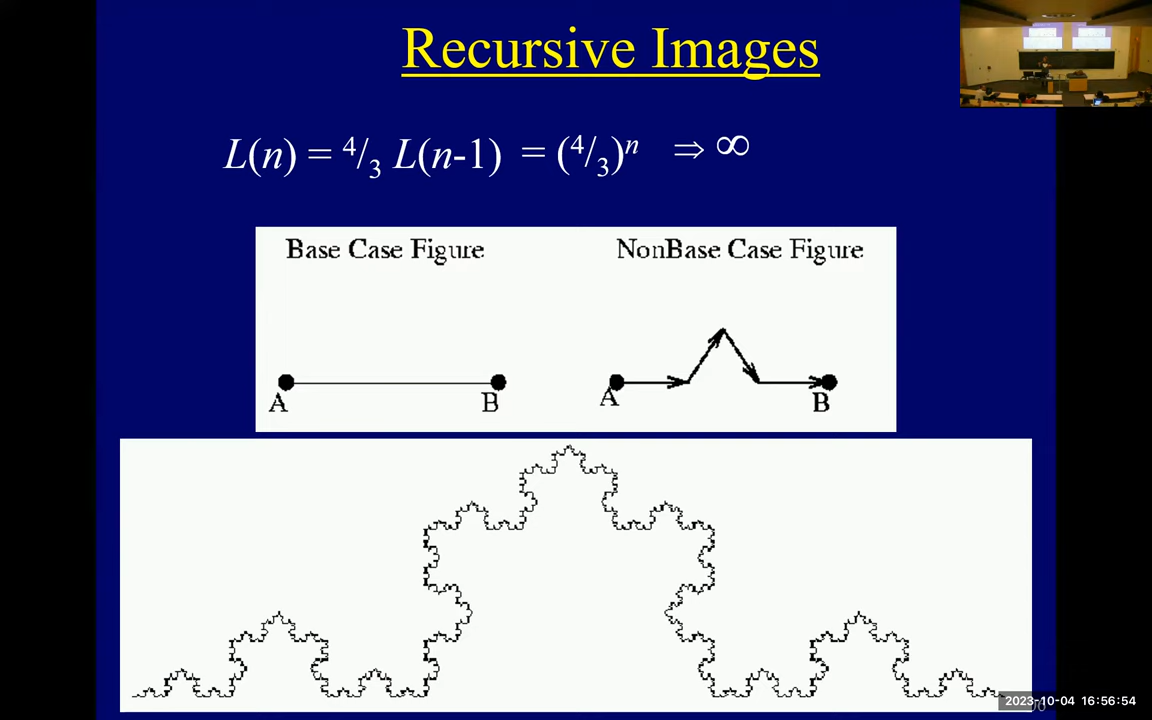 Recursive Images
L(n) = 4/3 L(n-1) = (4/3)ⁿ ⇒ ∞
Base Case Figure
NonBase Case Figure
A
B
A
B
2023-10-04 16:56:54